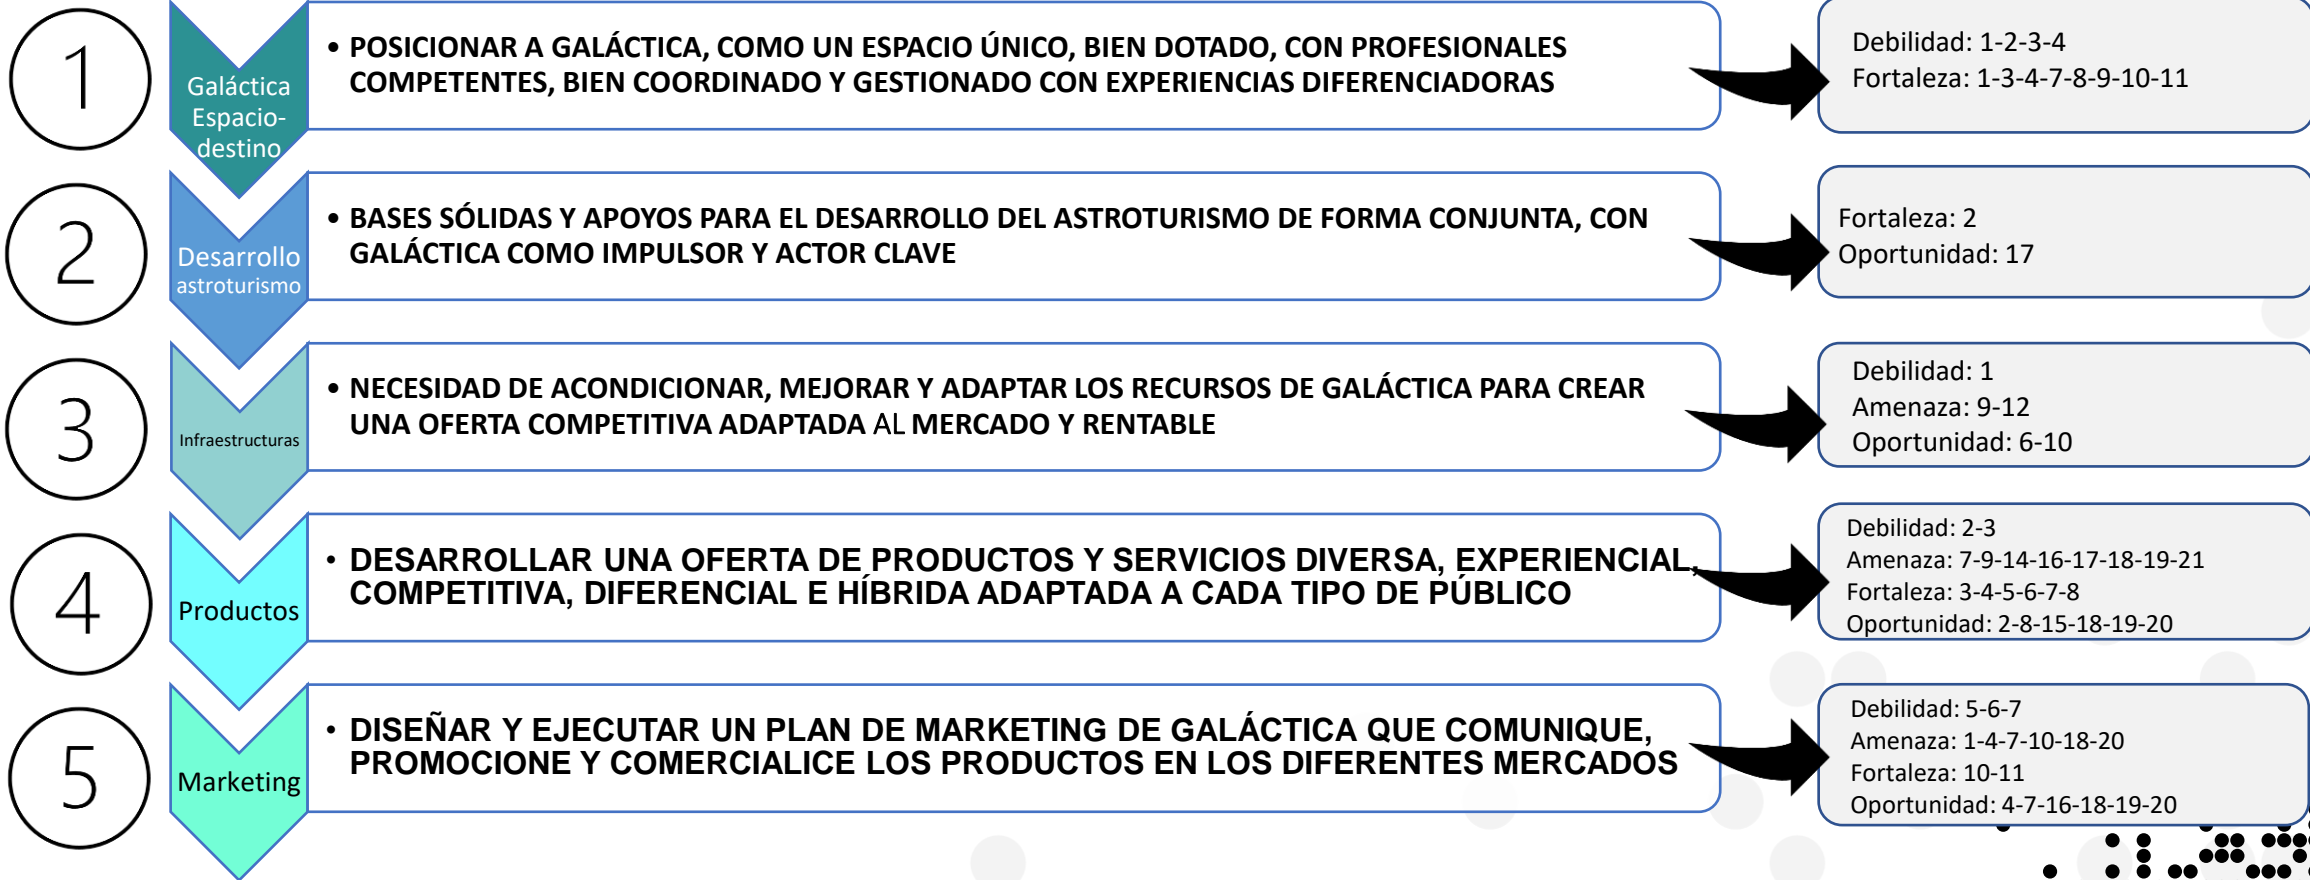 1
Galáctica
Espacio-
destino
• POSICIONAR A GALÁCTICA, COMO UN ESPACIO ÚNICO, BIEN DOTADO, CON PROFESIONALES
COMPETENTES, BIEN COORDINADO Y GESTIONADO CON EXPERIENCIAS DIFERENCIADORAS
Debilidad: 1-2-3-4
Fortaleza: 1-3-4-7-8-9-10-11
2
Desarrollo
astroturismo
• BASES SÓLIDAS Y APOYOS PARA EL DESARROLLO DEL ASTROTURISMO DE FORMA CONJUNTA, CON
GALÁCTICA COMO IMPULSOR Y ACTOR CLAVE
Fortaleza: 2
Oportunidad: 17
3
Infraestructuras
• NECESIDAD DE ACONDICIONAR, MEJORAR Y ADAPTAR LOS RECURSOS DE GALÁCTICA PARA CREAR
UNA OFERTA COMPETITIVA ADAPTADA AL MERCADO Y RENTABLE
Debilidad: 1
Amenaza: 9-12
Oportunidad: 6-10
4
Productos
• DESARROLLAR UNA OFERTA DE PRODUCTOS Y SERVICIOS DIVERSA, EXPERIENCIAL,
COMPETITIVA, DIFERENCIAL E HÍBRIDA ADAPTADA A CADA TIPO DE PÚBLICO
Debilidad: 2-3
Amenaza: 7-9-14-16-17-18-19-21
Fortaleza: 3-4-5-6-7-8
Oportunidad: 2-8-15-18-19-20
5
Marketing
• DISEÑAR Y EJECUTAR UN PLAN DE MARKETING DE GALÁCTICA QUE COMUNIQUE,
PROMOCIONE Y COMERCIALICE LOS PRODUCTOS EN LOS DIFERENTES MERCADOS
Debilidad: 5-6-7
Amenaza: 1-4-7-10-18-20
Fortaleza: 10-11
Oportunidad: 4-7-16-18-19-20